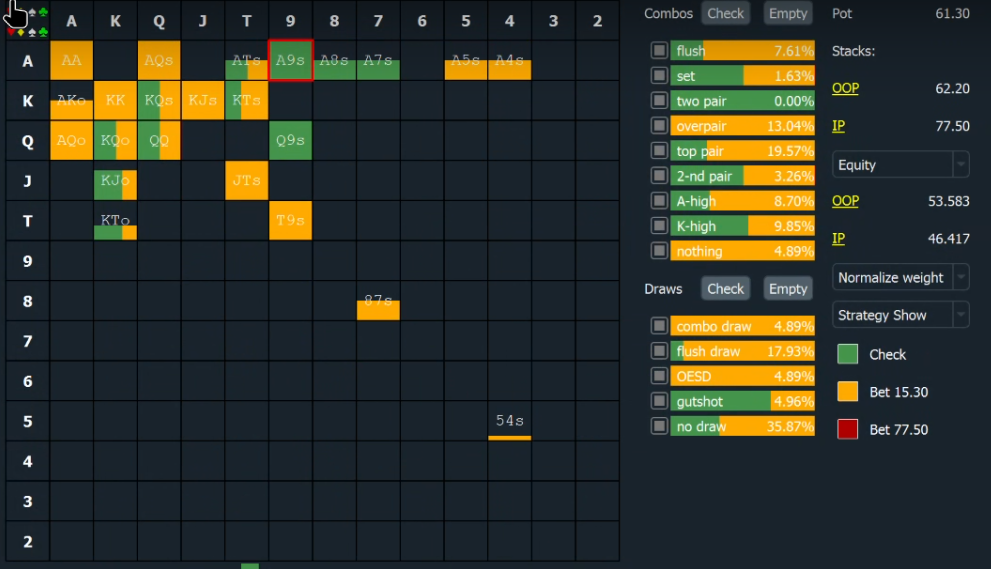 A K Q J T 9 8 7 6 5 4 3 2
A AA AQs ATs A9s A8s A7s A5s A4s
K AKo KK KQs KJs KTs
Q AQo KQo QQ Q9s
J KJo JTs
T KTo T9s
9
8 87s
7
6
5 54s
4
3
2
Combos Check Empty
flush 7.61%
set 1.63%
two pair 0.00%
overpair 13.04%
top pair 19.57%
2-nd pair 3.26%
A-high 8.70%
K-high 9.85%
nothing 4.89%
Draws Check Empty
combo draw 4.89%
flush draw 17.93%
OESD 4.89%
gutshot 4.96%
no draw 35.87%
Pot 61.30
Stacks:
OOP 62.20
IP 77.50
Equity
OOP 53.583
IP 46.417
Normalize weight
Strategy Show
Check
Bet 15.30
Bet 77.50